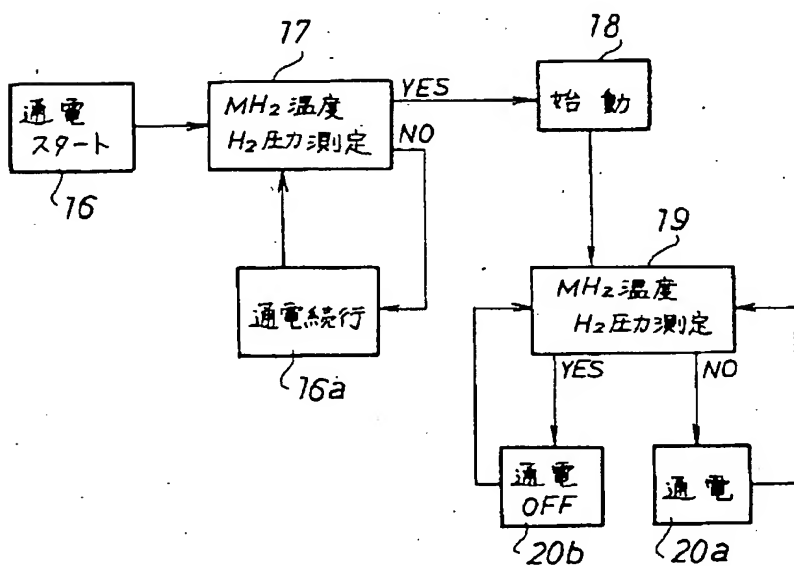 17
18
通電
スタート
MH2温度
H2圧力測定
YES
NO
始動
16
19
通電続行
MH2温度
H2圧力測定
16a
YES
NO
通電
OFF
通電
20b
20a